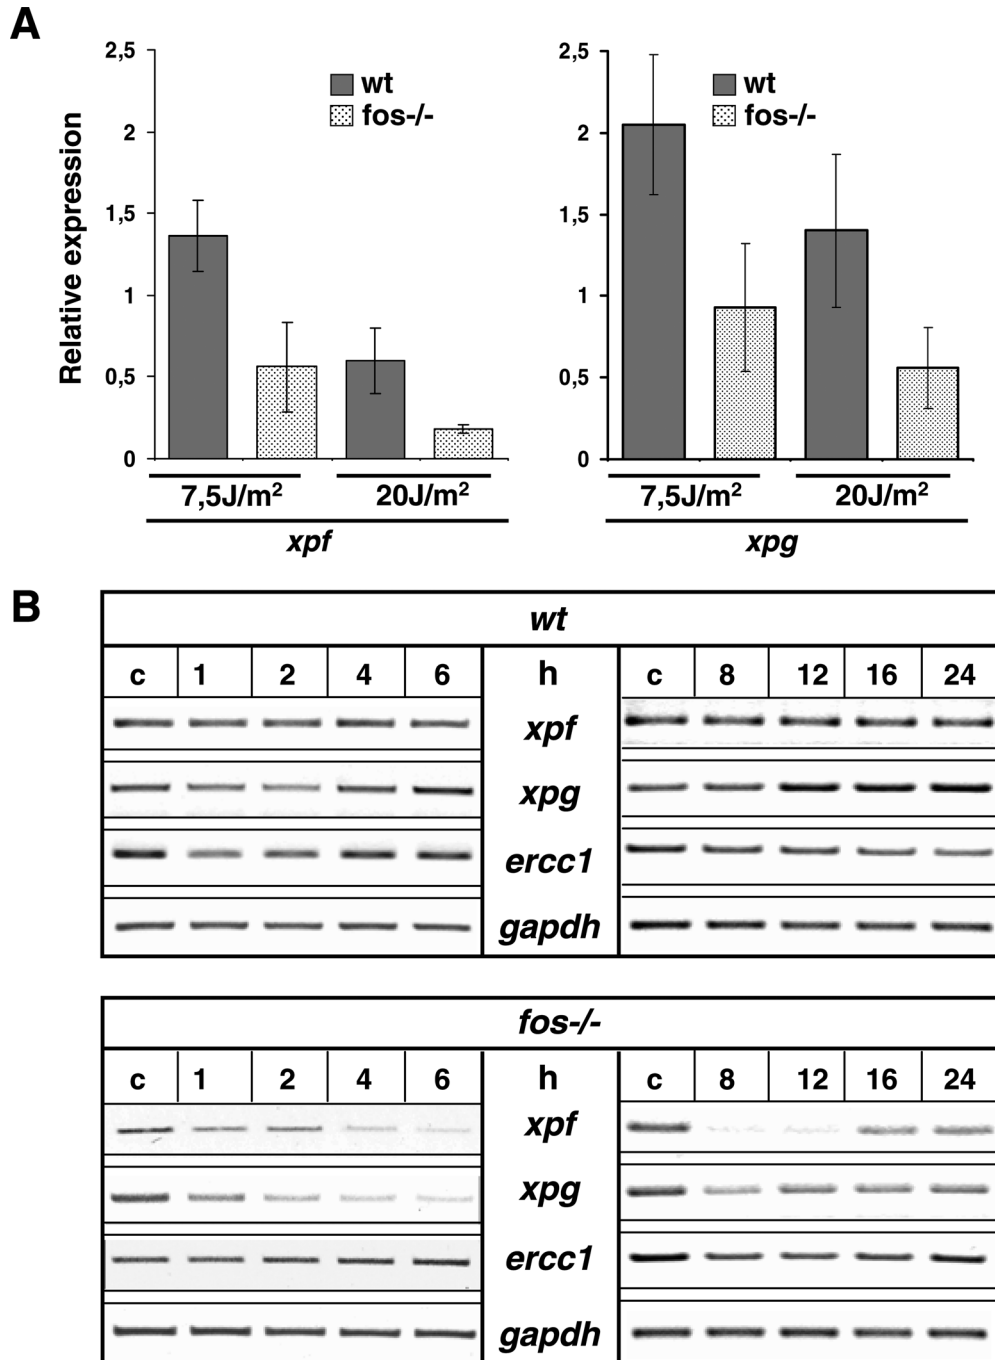 A
2,5 2,5
wt wt
fos-/- fos-/-
2 2
1,5 1,5
Relative expression
1 1
0,5 0,5
0 0
7,5J/m² 20J/m² 7,5J/m² 20J/m²
xpf xpg
B
wt
c 1 2 4 6 h c 8 12 16 24
xpf
xpg
ercc1
gapdh
fos-/-
c 1 2 4 6 h c 8 12 16 24
xpf
xpg
ercc1
gapdh